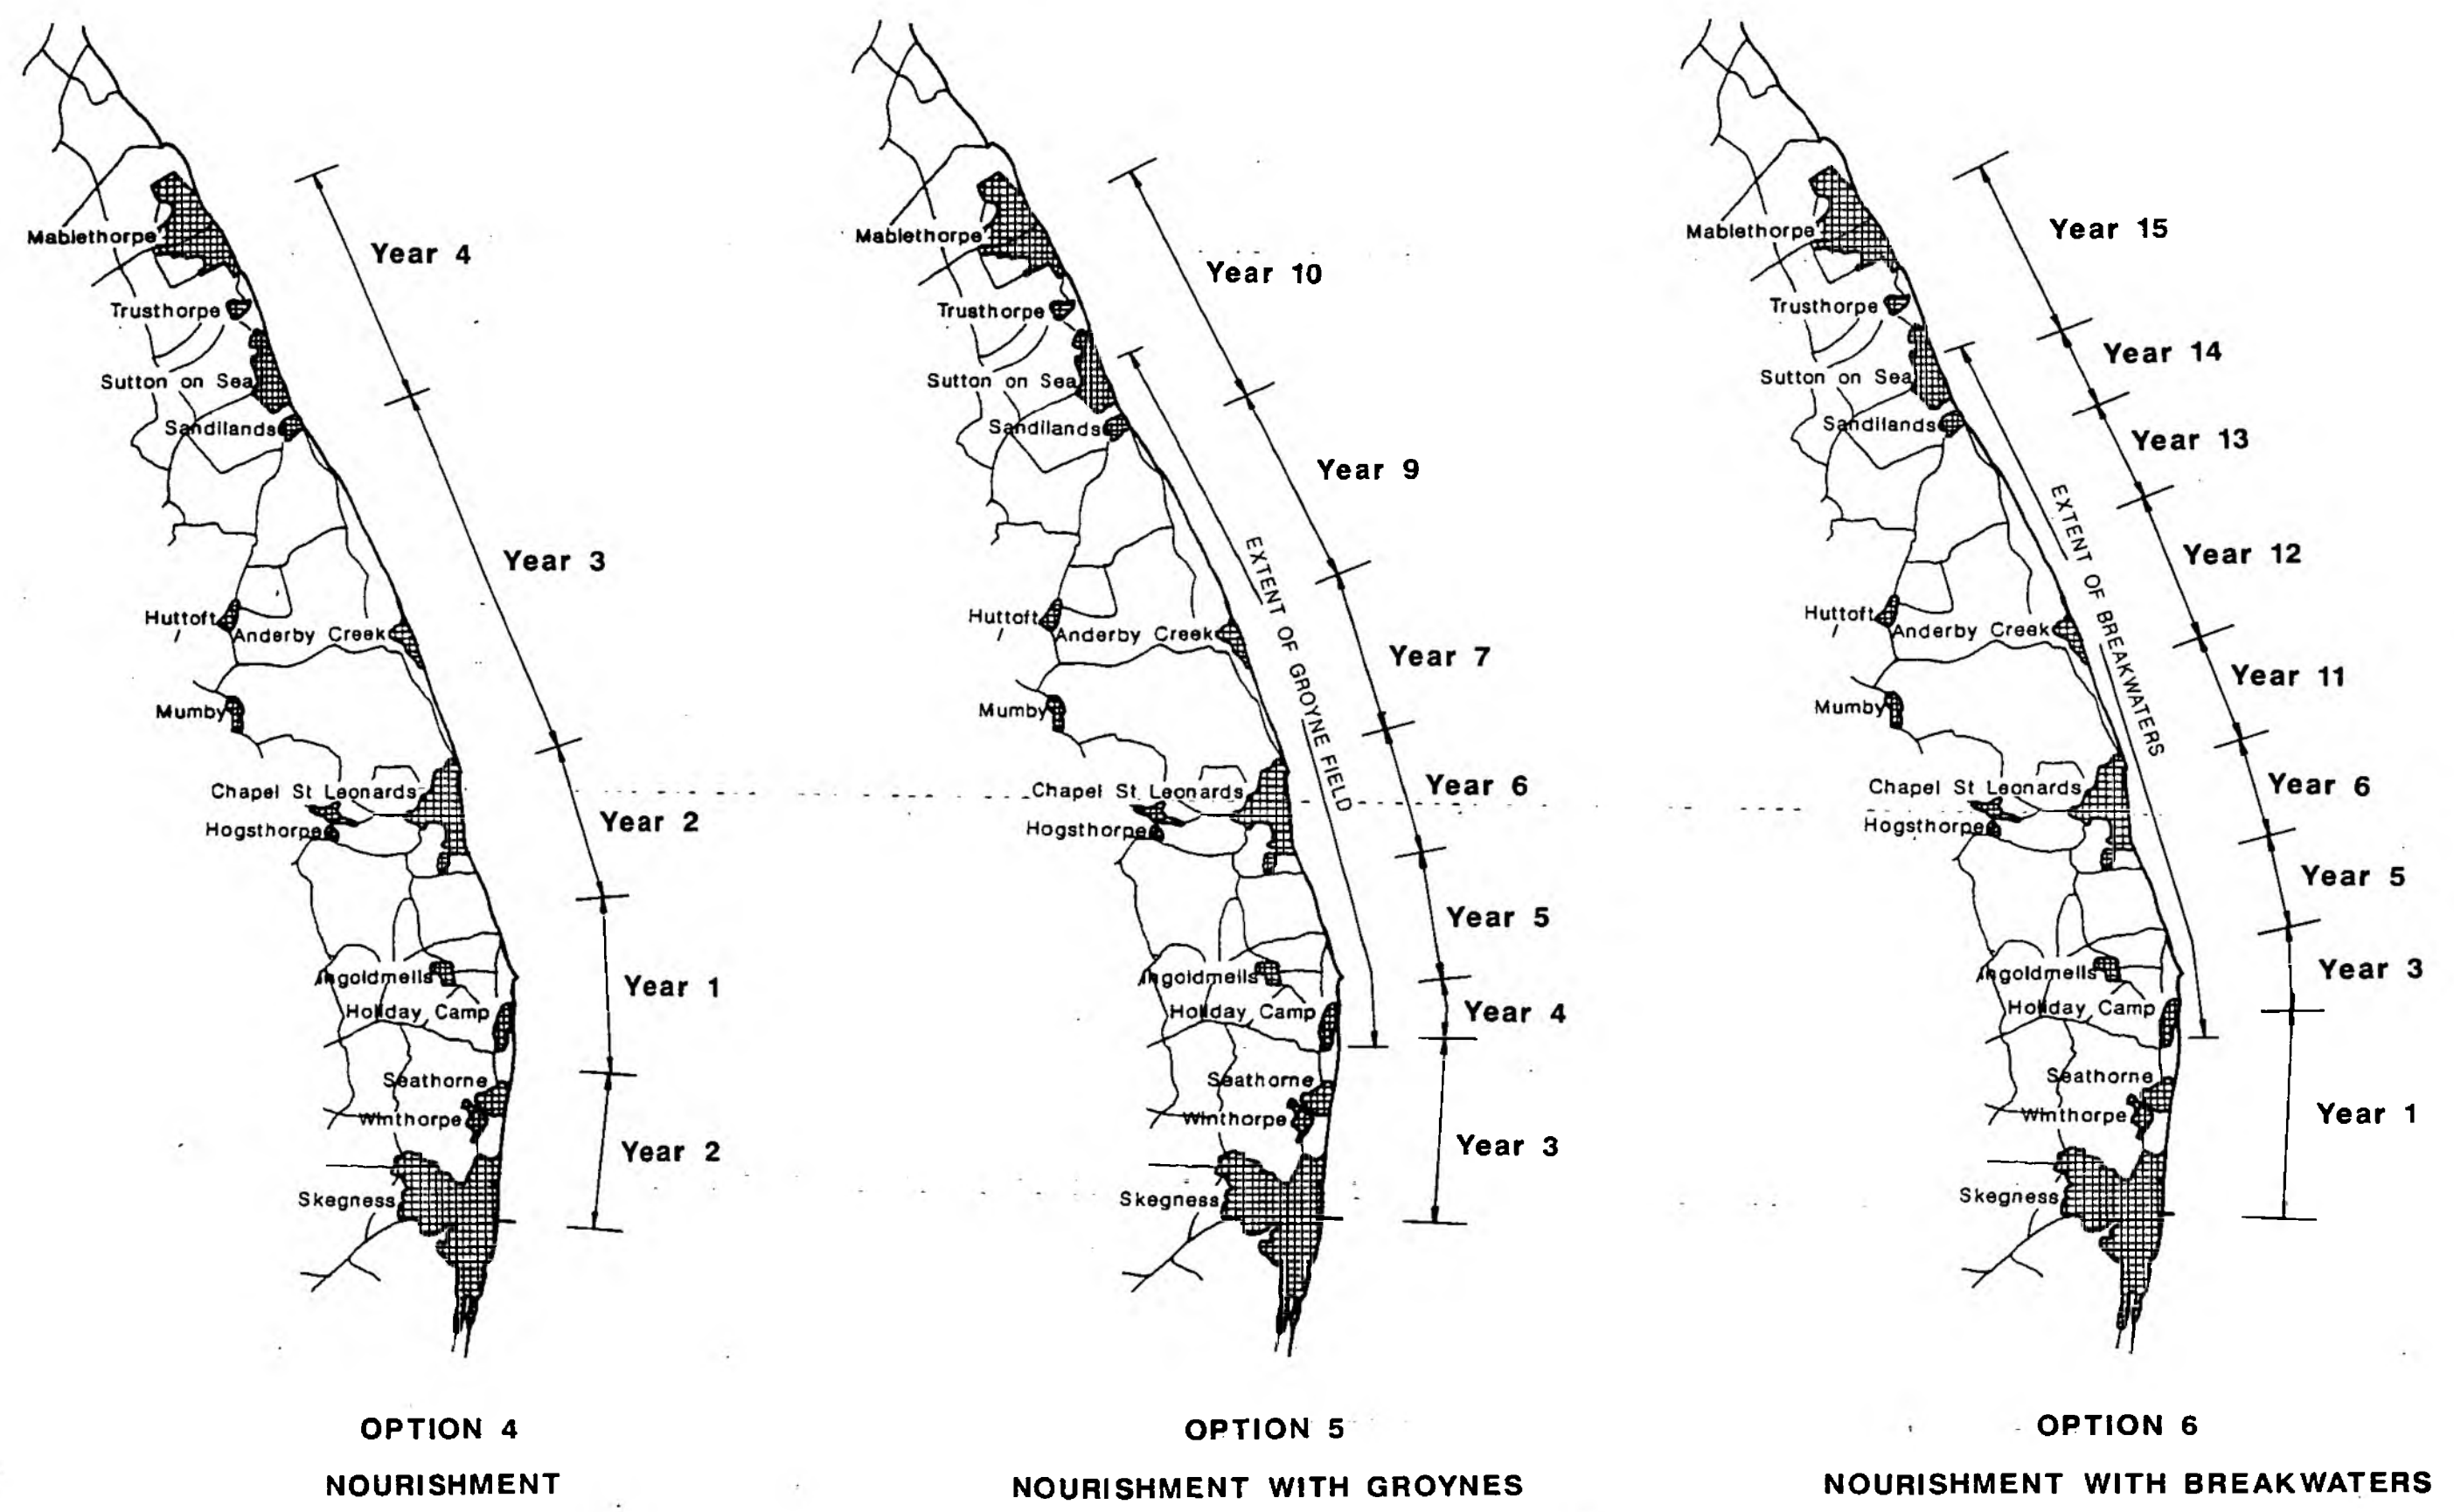 Mablethorpe
Trusthorpe
Sutton on Sea
Sandilands
Huttoft
Anderby Creek
Mumby
Chapel St Leonards
Hogsthorpe
Ingoldmells
Holiday Camp
Seathorne
Winthorpe
Skegness
Year 4
Year 3
Year 2
Year 1
Year 2
OPTION 4
NOURISHMENT
Mablethorpe
Trusthorpe
Sutton on Sea
Sandilands
Huttoft
Anderby Creek
Mumby
Chapel St Leonards
Hogsthorpe
Ingoldmells
Holiday Camp
Seathorne
Winthorpe
Skegness
EXTENT OF GROYNE FIELD
Year 10
Year 9
Year 7
Year 6
Year 5
Year 4
Year 3
OPTION 5
NOURISHMENT WITH GROYNES
Mablethorpe
Trusthorpe
Sutton on Sea
Sandilands
Huttoft
Anderby Creek
Mumby
Chapel St Leonards
Hogsthorpe
Ingoldmells
Holiday Camp
Seathorne
Winthorpe
Skegness
EXTENT OF BREAKWATERS
Year 15
Year 14
Year 13
Year 12
Year 11
Year 6
Year 5
Year 3
Year 1
OPTION 6
NOURISHMENT WITH BREAKWATERS